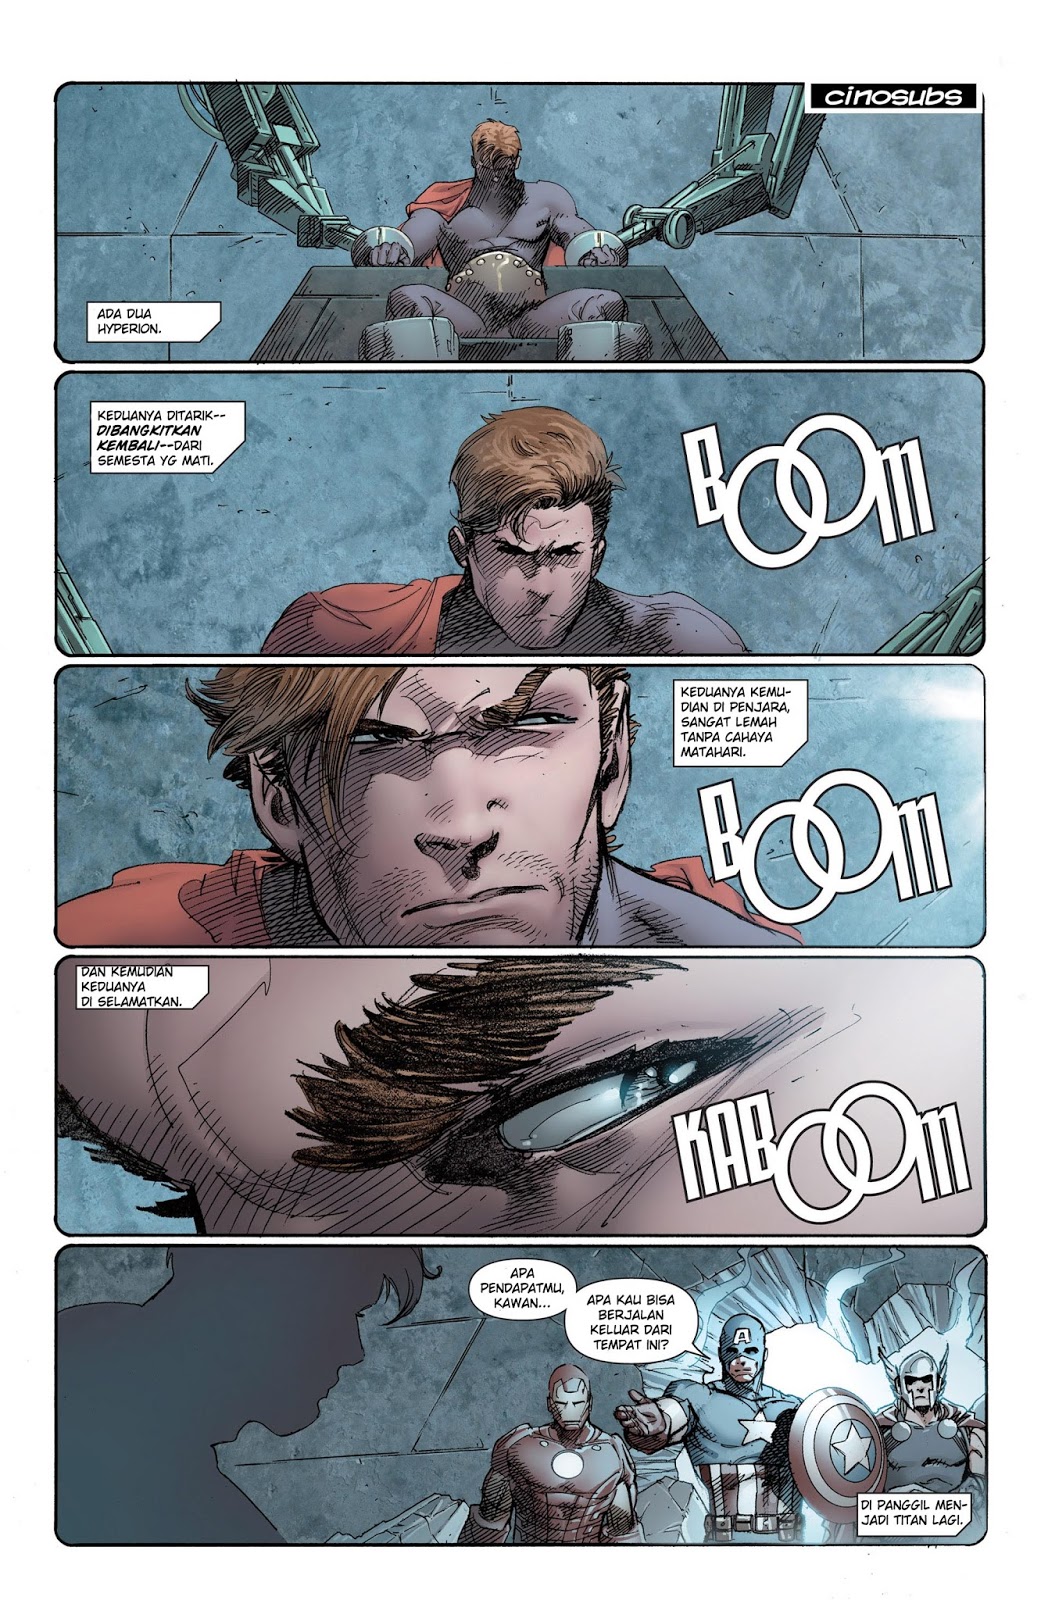 cinosubs
ADA DUA
HYPERION.
KEDUANYA DITARIK--
DIBANGKITKAN
KEMBALI--DARI
SEMESTA YG MATI.
BOOM
KEDUANYA KEMU-
DIAN DI PENJARA,
SANGAT LEMAH
TANPA CAHAYA
MATAHARI.
BOOM
DAN KEMUDIAN
KEDUANYA
DI SELAMATKAN.
KABOOM
APA
PENDAPATMU,
KAWAN...
APA KAU BISA
BERJALAN
KELUAR DARI
TEMPAT INI?
A
DI PANGGIL MEN-
JADI TITAN LAGI.